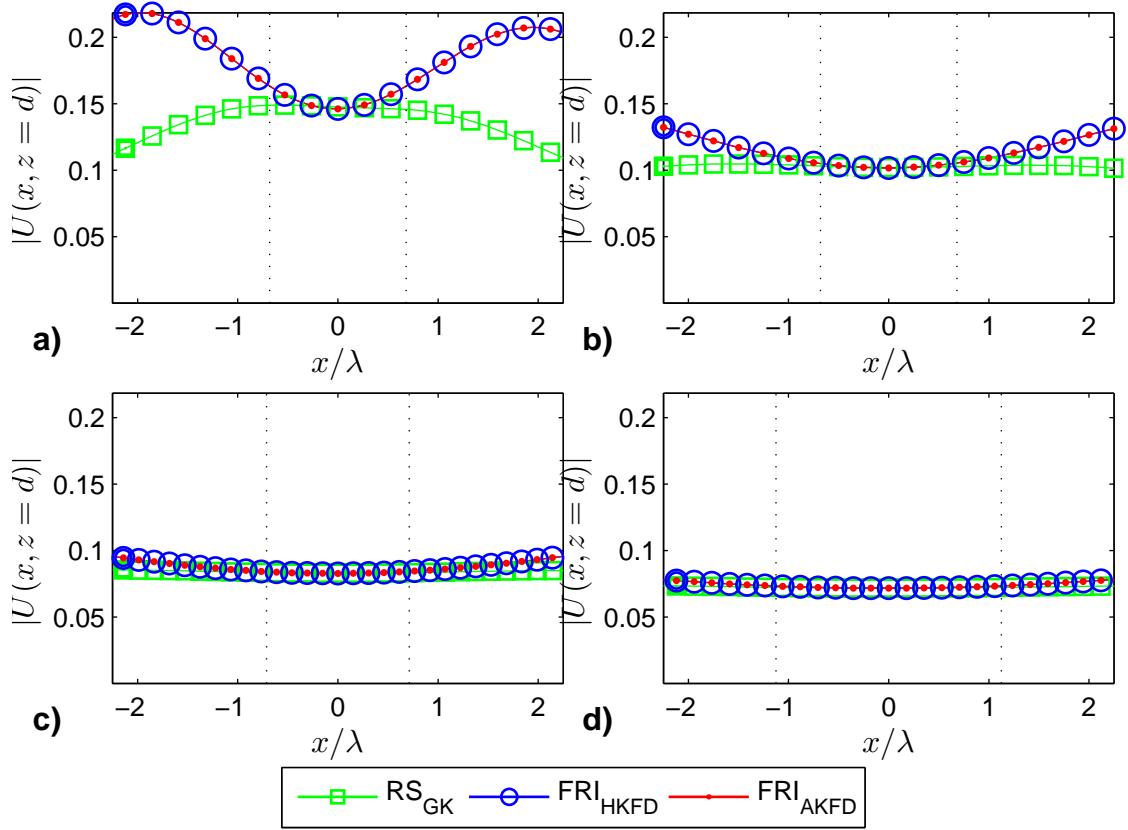 |U(x, z = d)|
0.2
0.15
0.1
0.05
−2 −1 0 1 2
x/λ
a)
|U(x, z = d)|
0.2
0.15
0.1
0.05
−2 −1 0 1 2
x/λ
b)
|U(x, z = d)|
0.2
0.15
0.1
0.05
−2 −1 0 1 2
x/λ
c)
|U(x, z = d)|
0.2
0.15
0.1
0.05
−2 −1 0 1 2
x/λ
d)
RS_GK FRI_HKFD FRI_AKFD